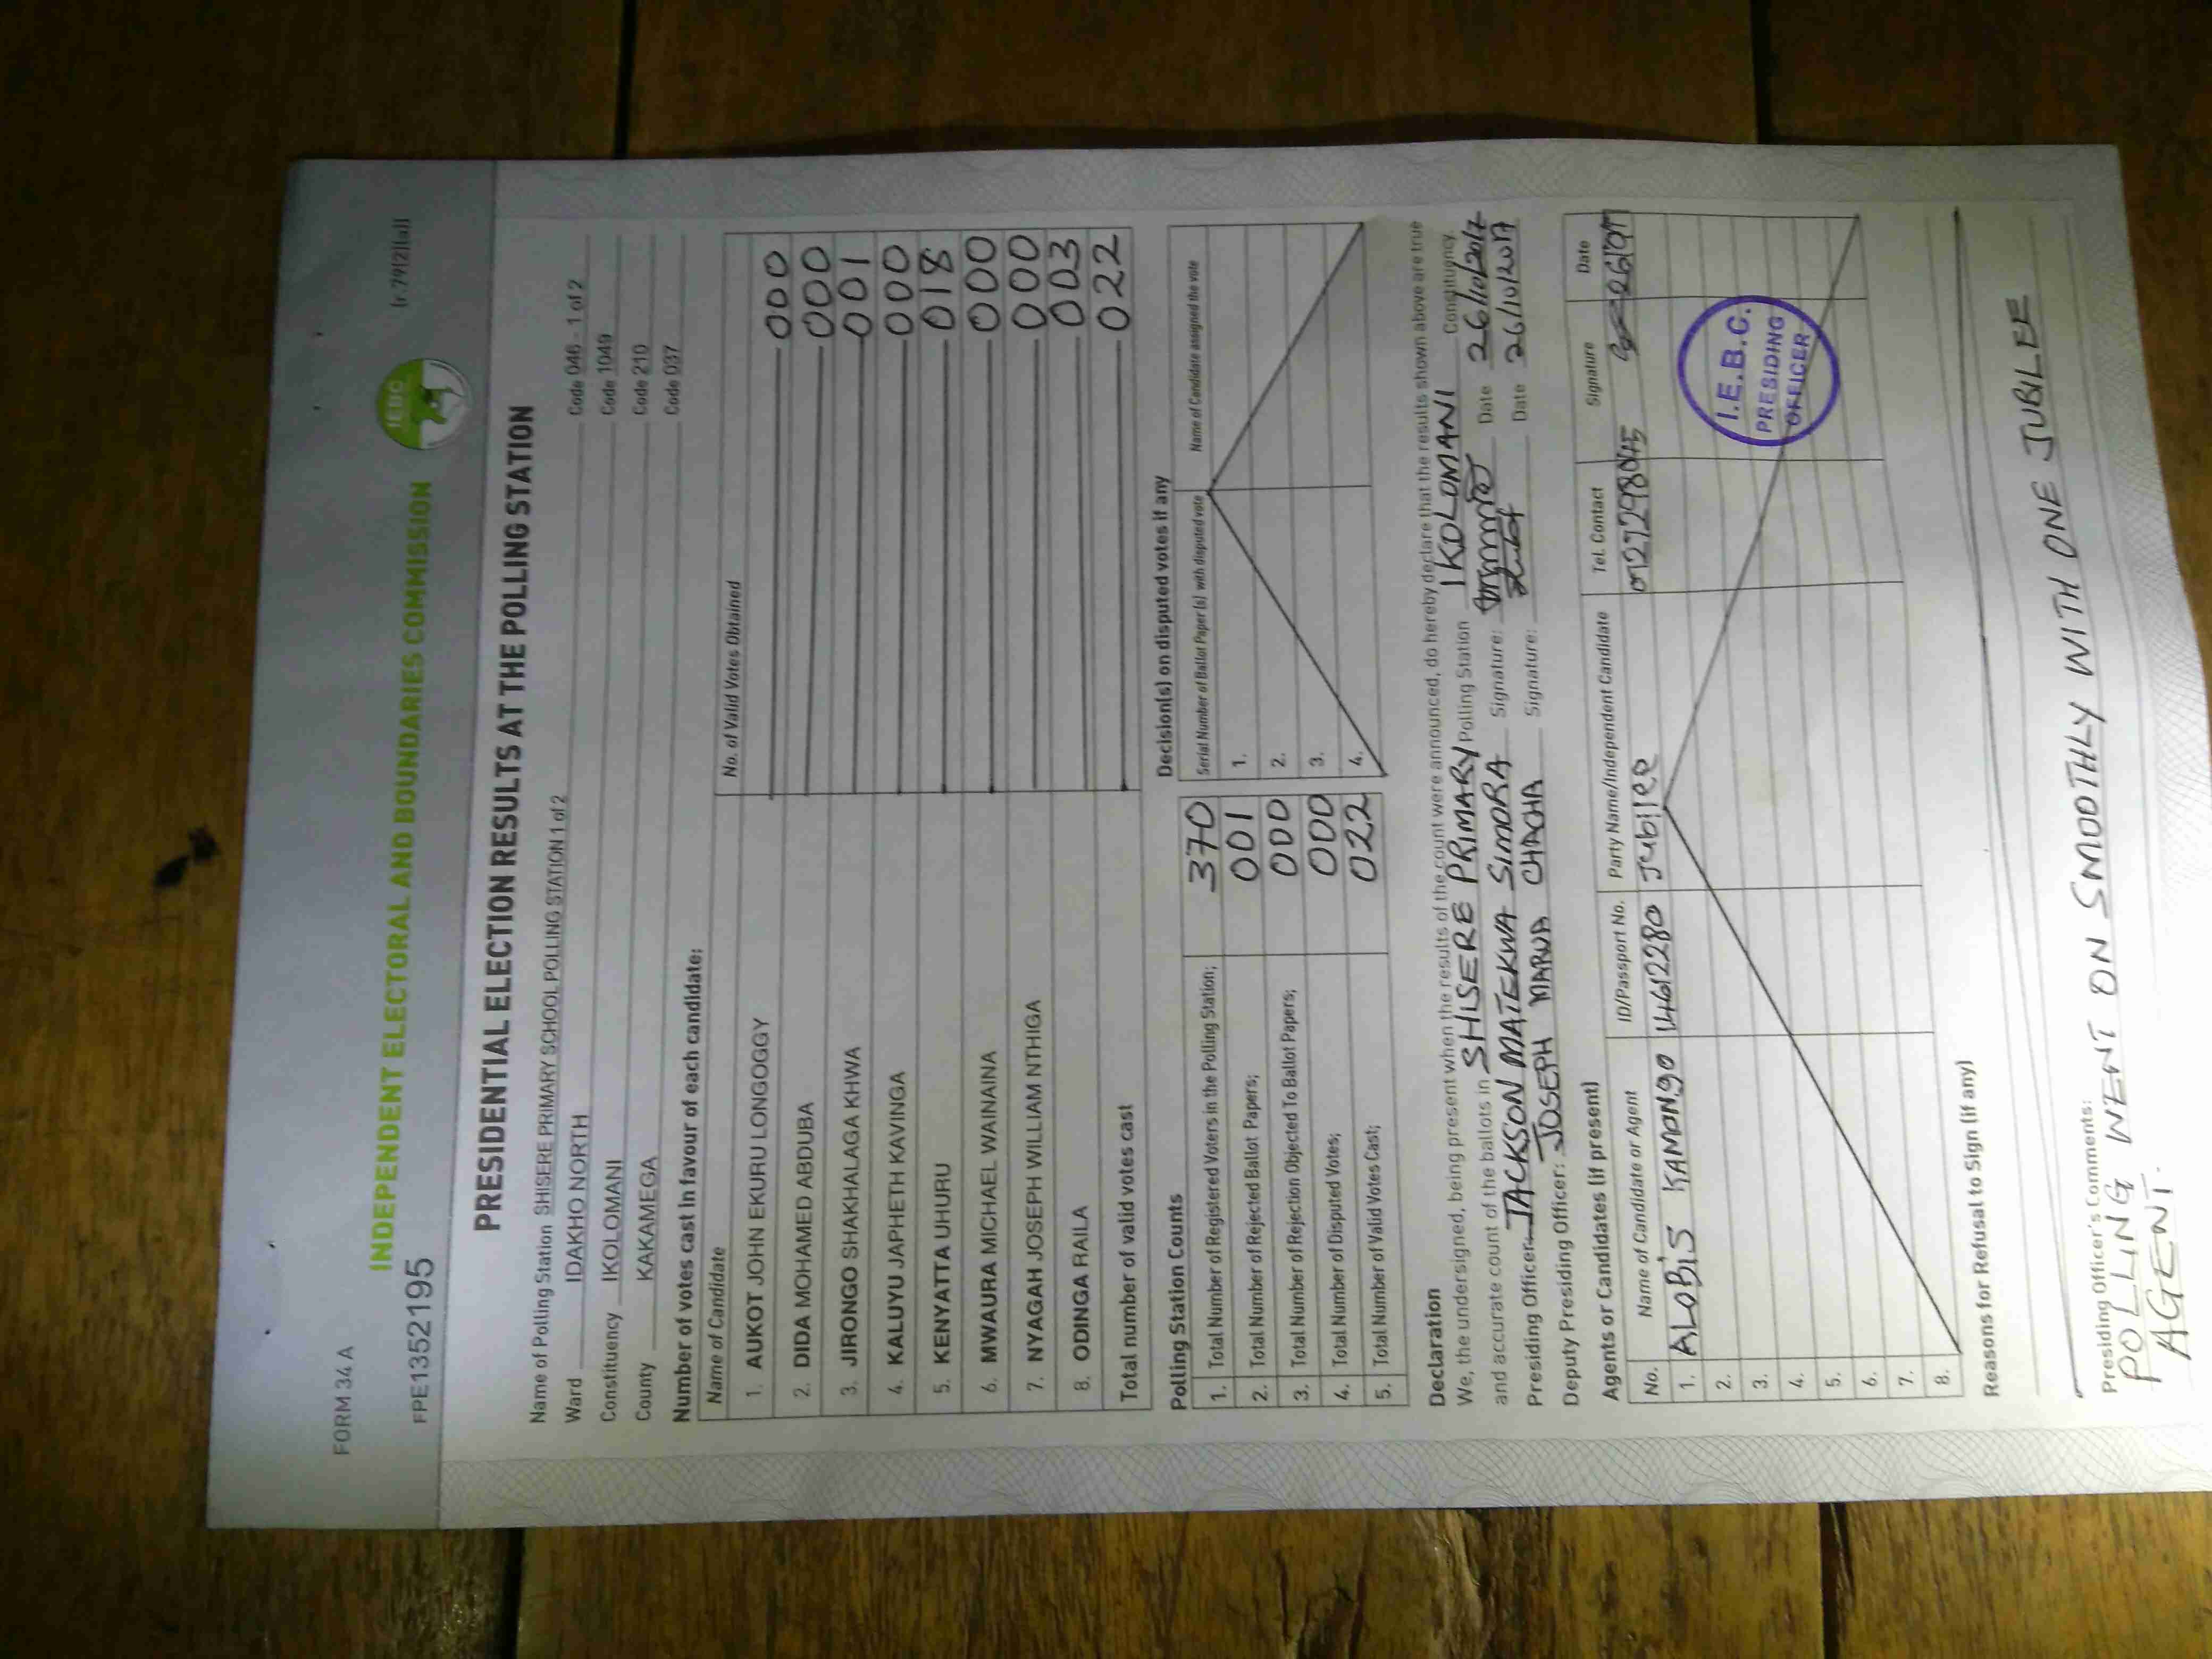 FORM 34 A
(r 79(2)(a))
INDEPENDENT ELECTORAL AND BOUNDARIES COMMISSION
IEBC
FPE1352195
PRESIDENTIAL ELECTION RESULTS AT THE POLLING STATION
Name of Polling Station SHISERE PRIMARY SCHOOL POLLING STATION 1 of 2 Code 046 - 1 of 2
Ward IDAKHO NORTH Code 1049
Constituency IKOLOMANI Code 210
County KAKAMEGA Code 037
Number of votes cast in favour of each candidate:
Name of Candidate No. of Valid Votes Obtained
1. AUKOT JOHN EKURU LONGOGGY 000
2. DIDA MOHAMED ABDUBA 000
3. JIRONGO SHAKHALAGA KHWA 001
4. KALUYU JAPHETH KAVINGA 000
5. KENYATTA UHURU 018
6. MWAURA MICHAEL WAINAINA 000
7. NYAGAH JOSEPH WILLIAM NTHIGA 000
8. ODINGA RAILA 003
Total number of valid votes cast 022
Polling Station Counts
1. Total Number of Registered Voters in the Polling Station; 370
2. Total Number of Rejected Ballot Papers; 001
3. Total Number of Rejection Objected To Ballot Papers; 000
4. Total Number of Disputed Votes; 000
5. Total Number of Valid Votes Cast; 022
Decision(s) on disputed votes if any
Serial Number of Ballot Paper (s) with disputed vote Name of Candidate assigned the vote
1.
2.
3.
4.
Declaration
We, the undersigned, being present when the results of the count were announced, do hereby declare that the results shown above are true
and accurate count of the ballots in SHISERE PRIMARY Polling Station IKOLOMANI Constituency.
Presiding Officer: JACKSON MATEKWA SIMORA Signature: Date 26/10/2017
Deputy Presiding Officer: JOSEPH MARWA CHACHA Signature: Date 26/10/2017
Agents or Candidates (if present)
No. Name of Candidate or Agent ID/Passport No. Party Name/Independent Candidate Tel. Contact Signature Date
1. ALOBIS KAMONGO 14612280 Jubilee
2.
3.
4.
5.
6.
7.
8.
I.E.B.C.
PRESIDING
OFFICER
Reasons for Refusal to Sign (if any)
Presiding Officer's Comments:
POLLING WENT ON SMOOTHLY WITH ONE JUBILEE
AGENT.